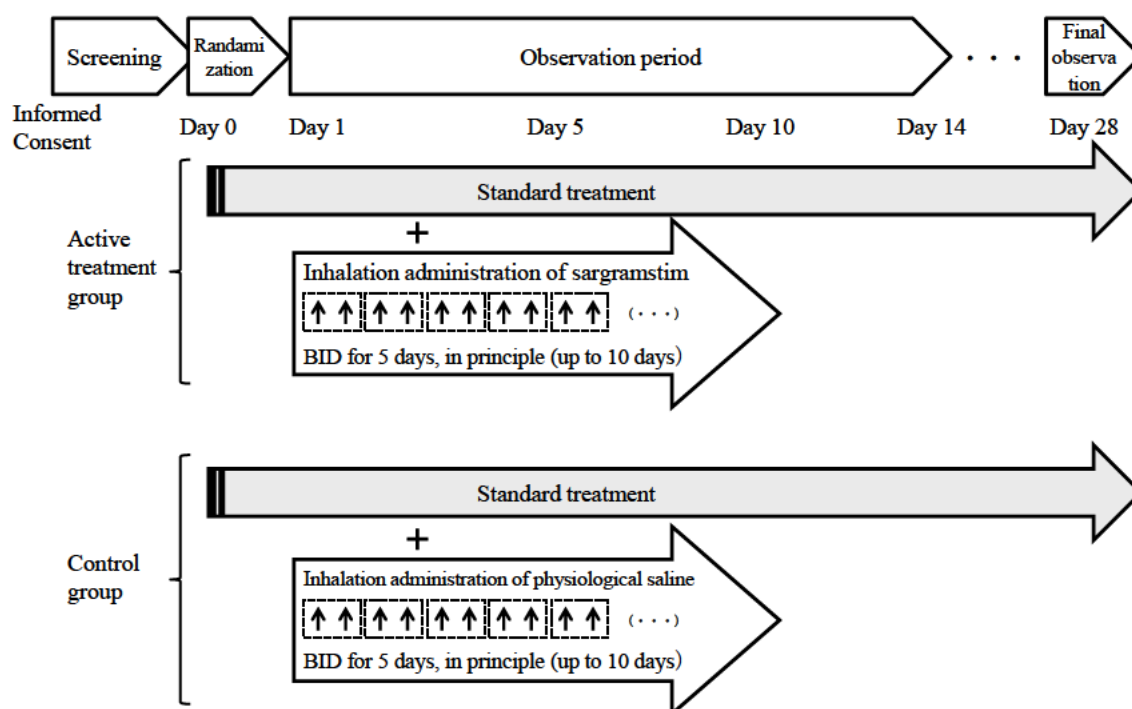 Screening
Randami
zation
Observation period
. . .
Final
observa
tion
Informed
Consent
Day 0
Day 1
Day 5
Day 10
Day 14
Day 28
Active
treatment
group
Standard treatment
+
Inhalation administration of sargramstim
(···)
BID for 5 days, in principle (up to 10 days)
Control
group
Standard treatment
+
Inhalation administration of physiological saline
(···)
BID for 5 days, in principle (up to 10 days)